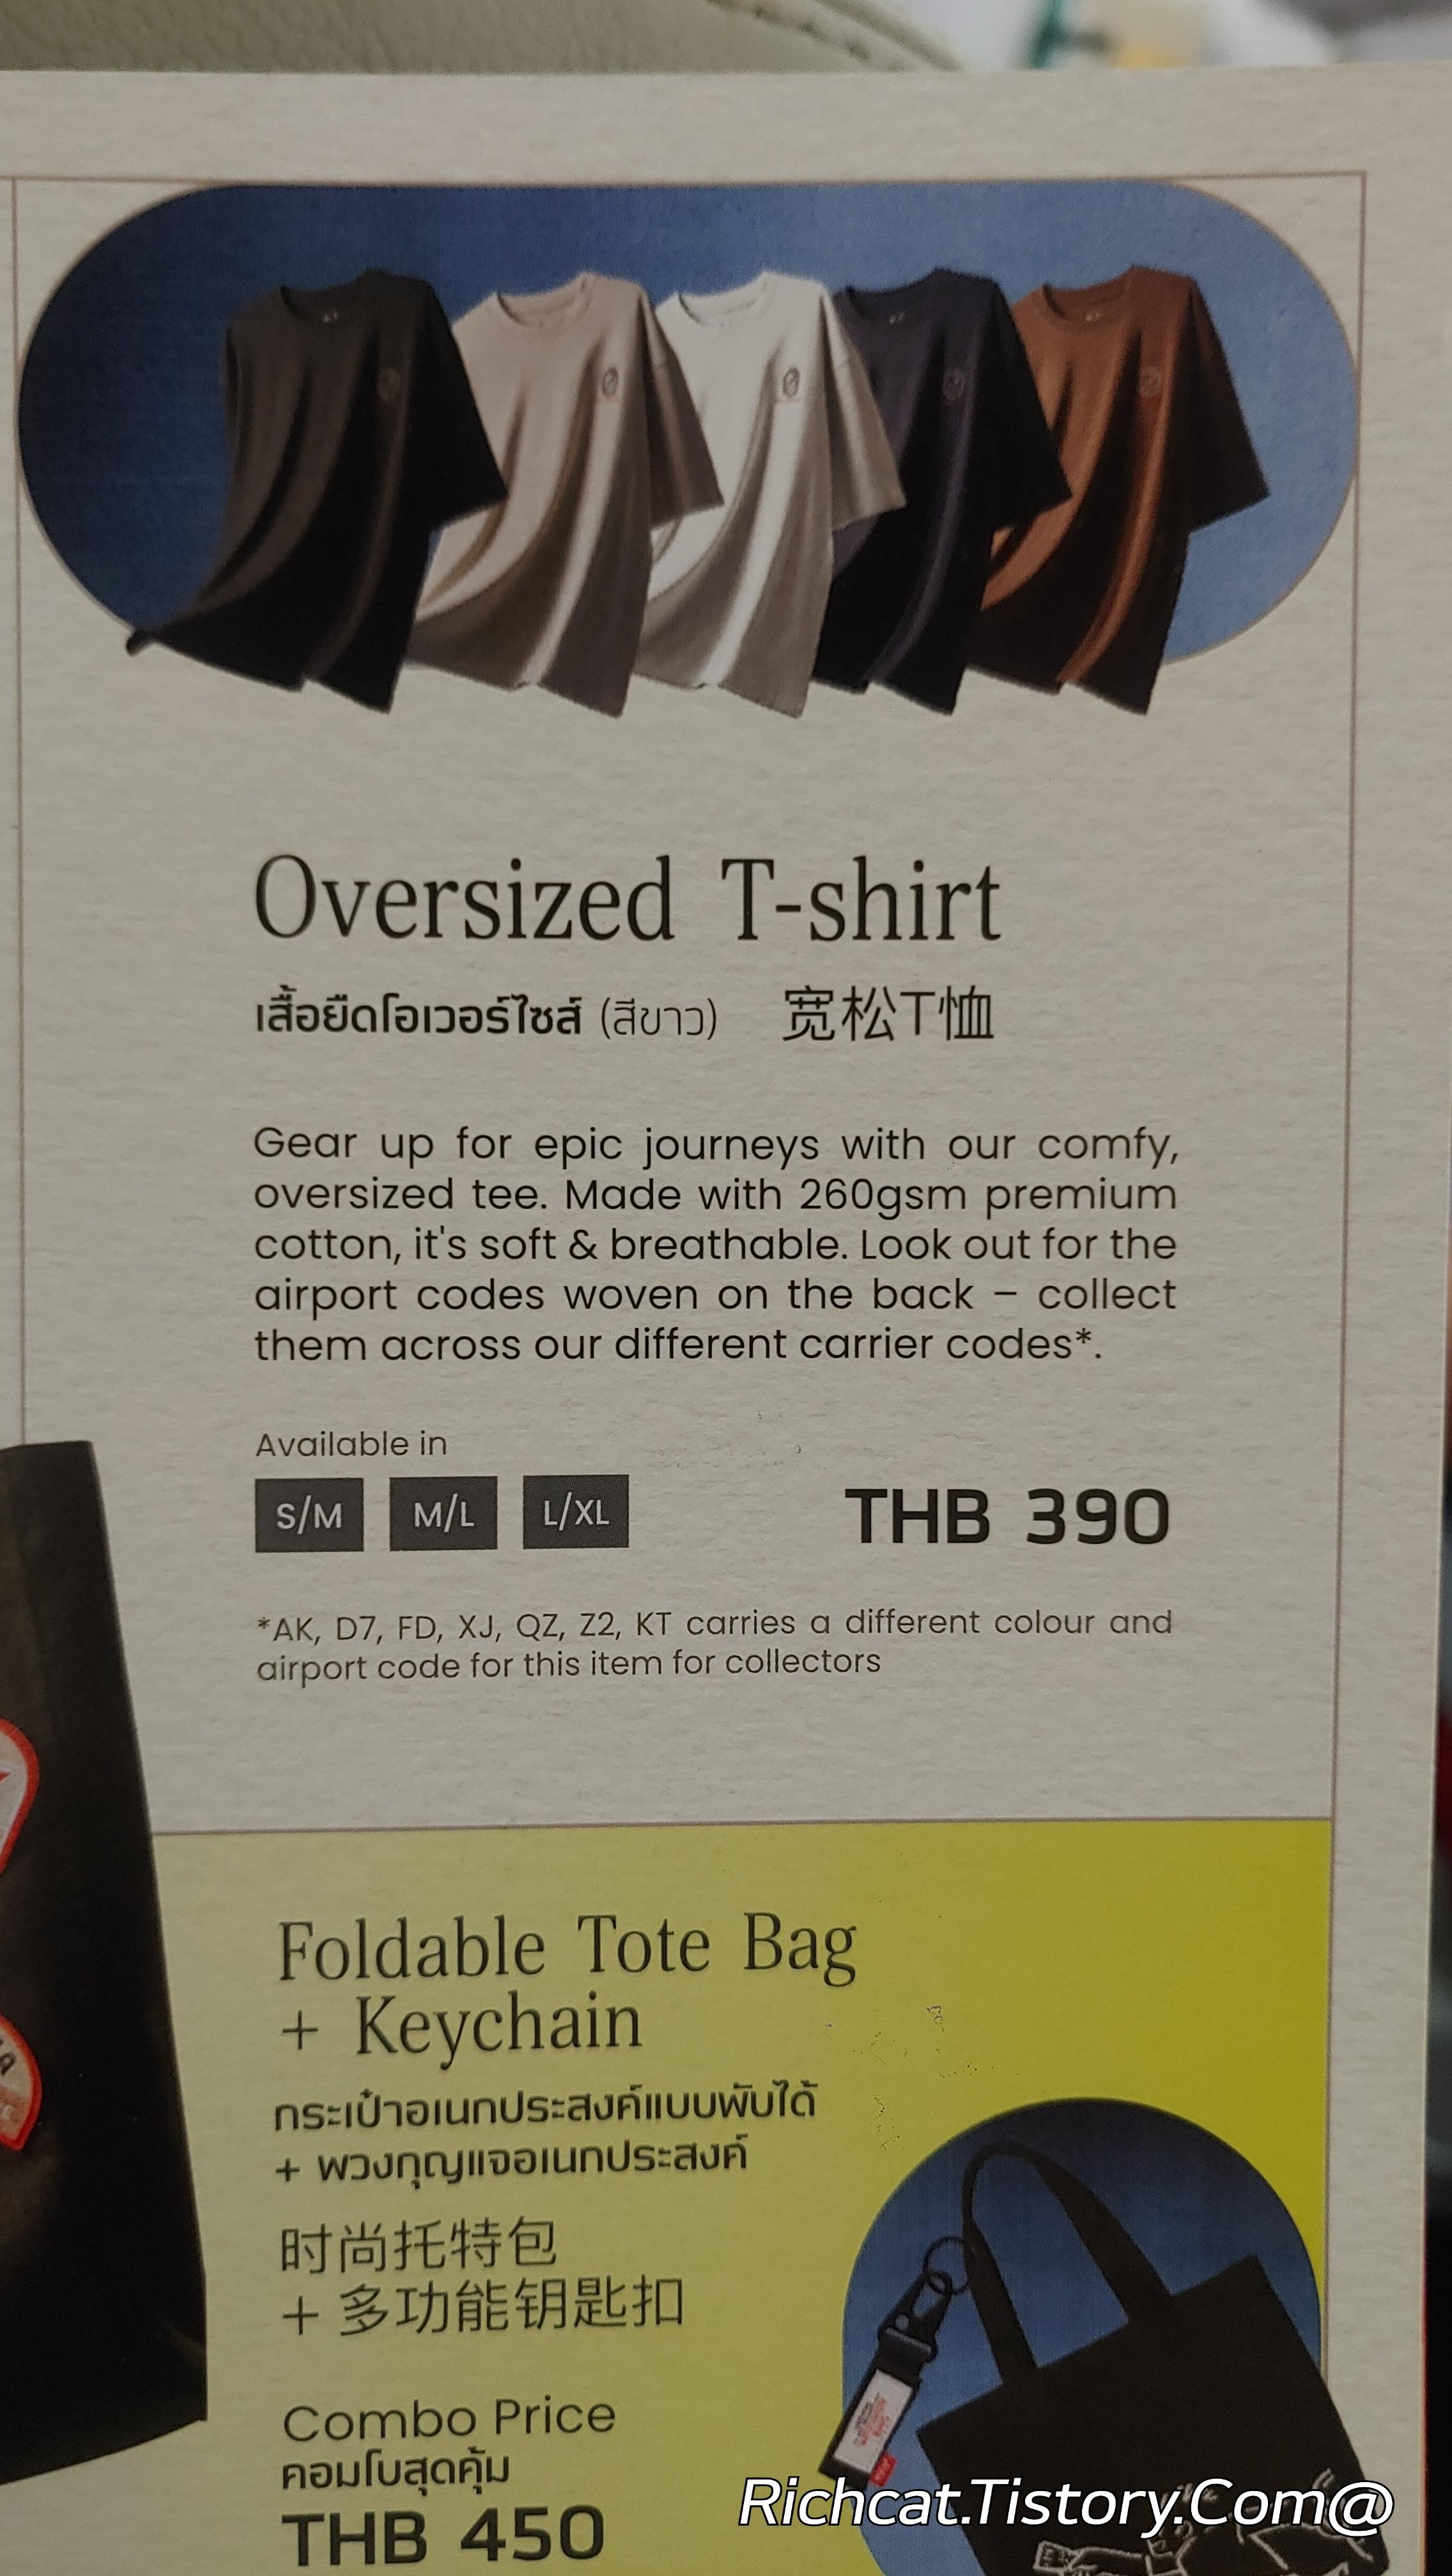 Oversized T-shirt
เสื้อยืดโอเวอร์ไซส์ (สีขาว) 宽松T恤
Gear up for epic journeys with our comfy,
oversized tee. Made with 260gsm premium
cotton, it's soft & breathable. Look out for the
airport codes woven on the back – collect
them across our different carrier codes*.
Available in
S/M M/L L/XL
THB 390
*AK, D7, FD, XJ, QZ, Z2, KT carries a different colour and
airport code for this item for collectors
Foldable Tote Bag
+ Keychain
กระเป๋าอเนกประสงค์แบบพับได้
+ พวงกุญแจอเนกประสงค์
时尚托特包
+ 多功能钥匙扣
Combo Price
คอมโบสุดคุ้ม
THB 450
Richcat.Tistory.Com@